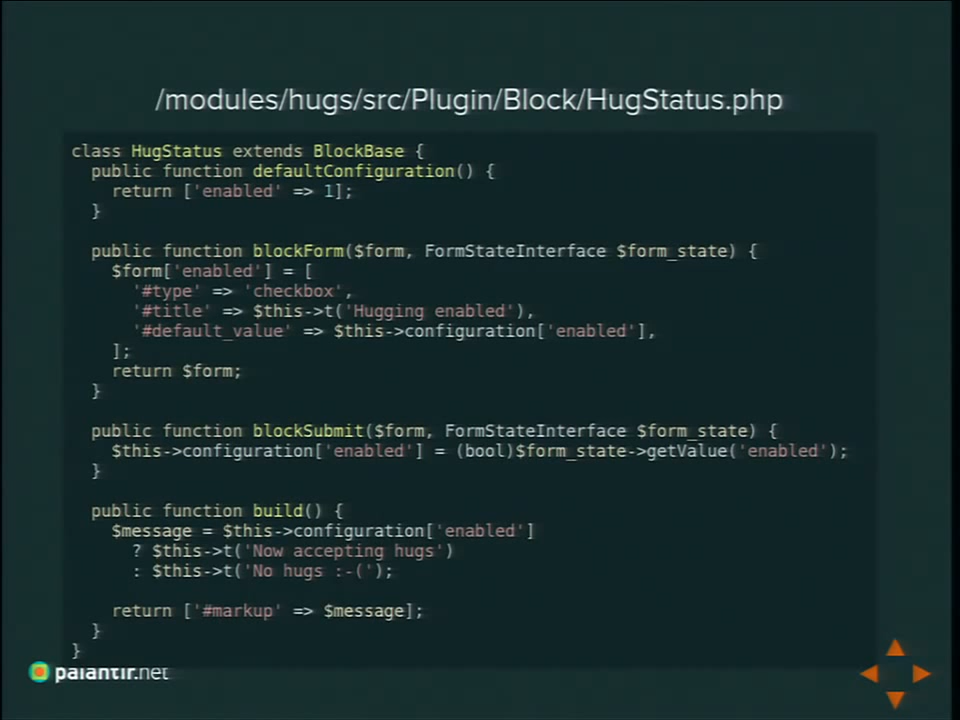 /modules/hugs/src/Plugin/Block/HugStatus.php
class HugStatus extends BlockBase {
  public function defaultConfiguration() {
    return ['enabled' => 1];
  }

  public function blockForm($form, FormStateInterface $form_state) {
    $form['enabled'] = [
      '#type' => 'checkbox',
      '#title' => $this->t('Hugging enabled'),
      '#default_value' => $this->configuration['enabled'],
    ];
    return $form;
  }

  public function blockSubmit($form, FormStateInterface $form_state) {
    $this->configuration['enabled'] = (bool)$form_state->getValue('enabled');
  }

  public function build() {
    $message = $this->configuration['enabled']
      ? $this->t('Now accepting hugs')
      : $this->t('No hugs :-(');

    return ['#markup' => $message];
  }
}
palantir.net